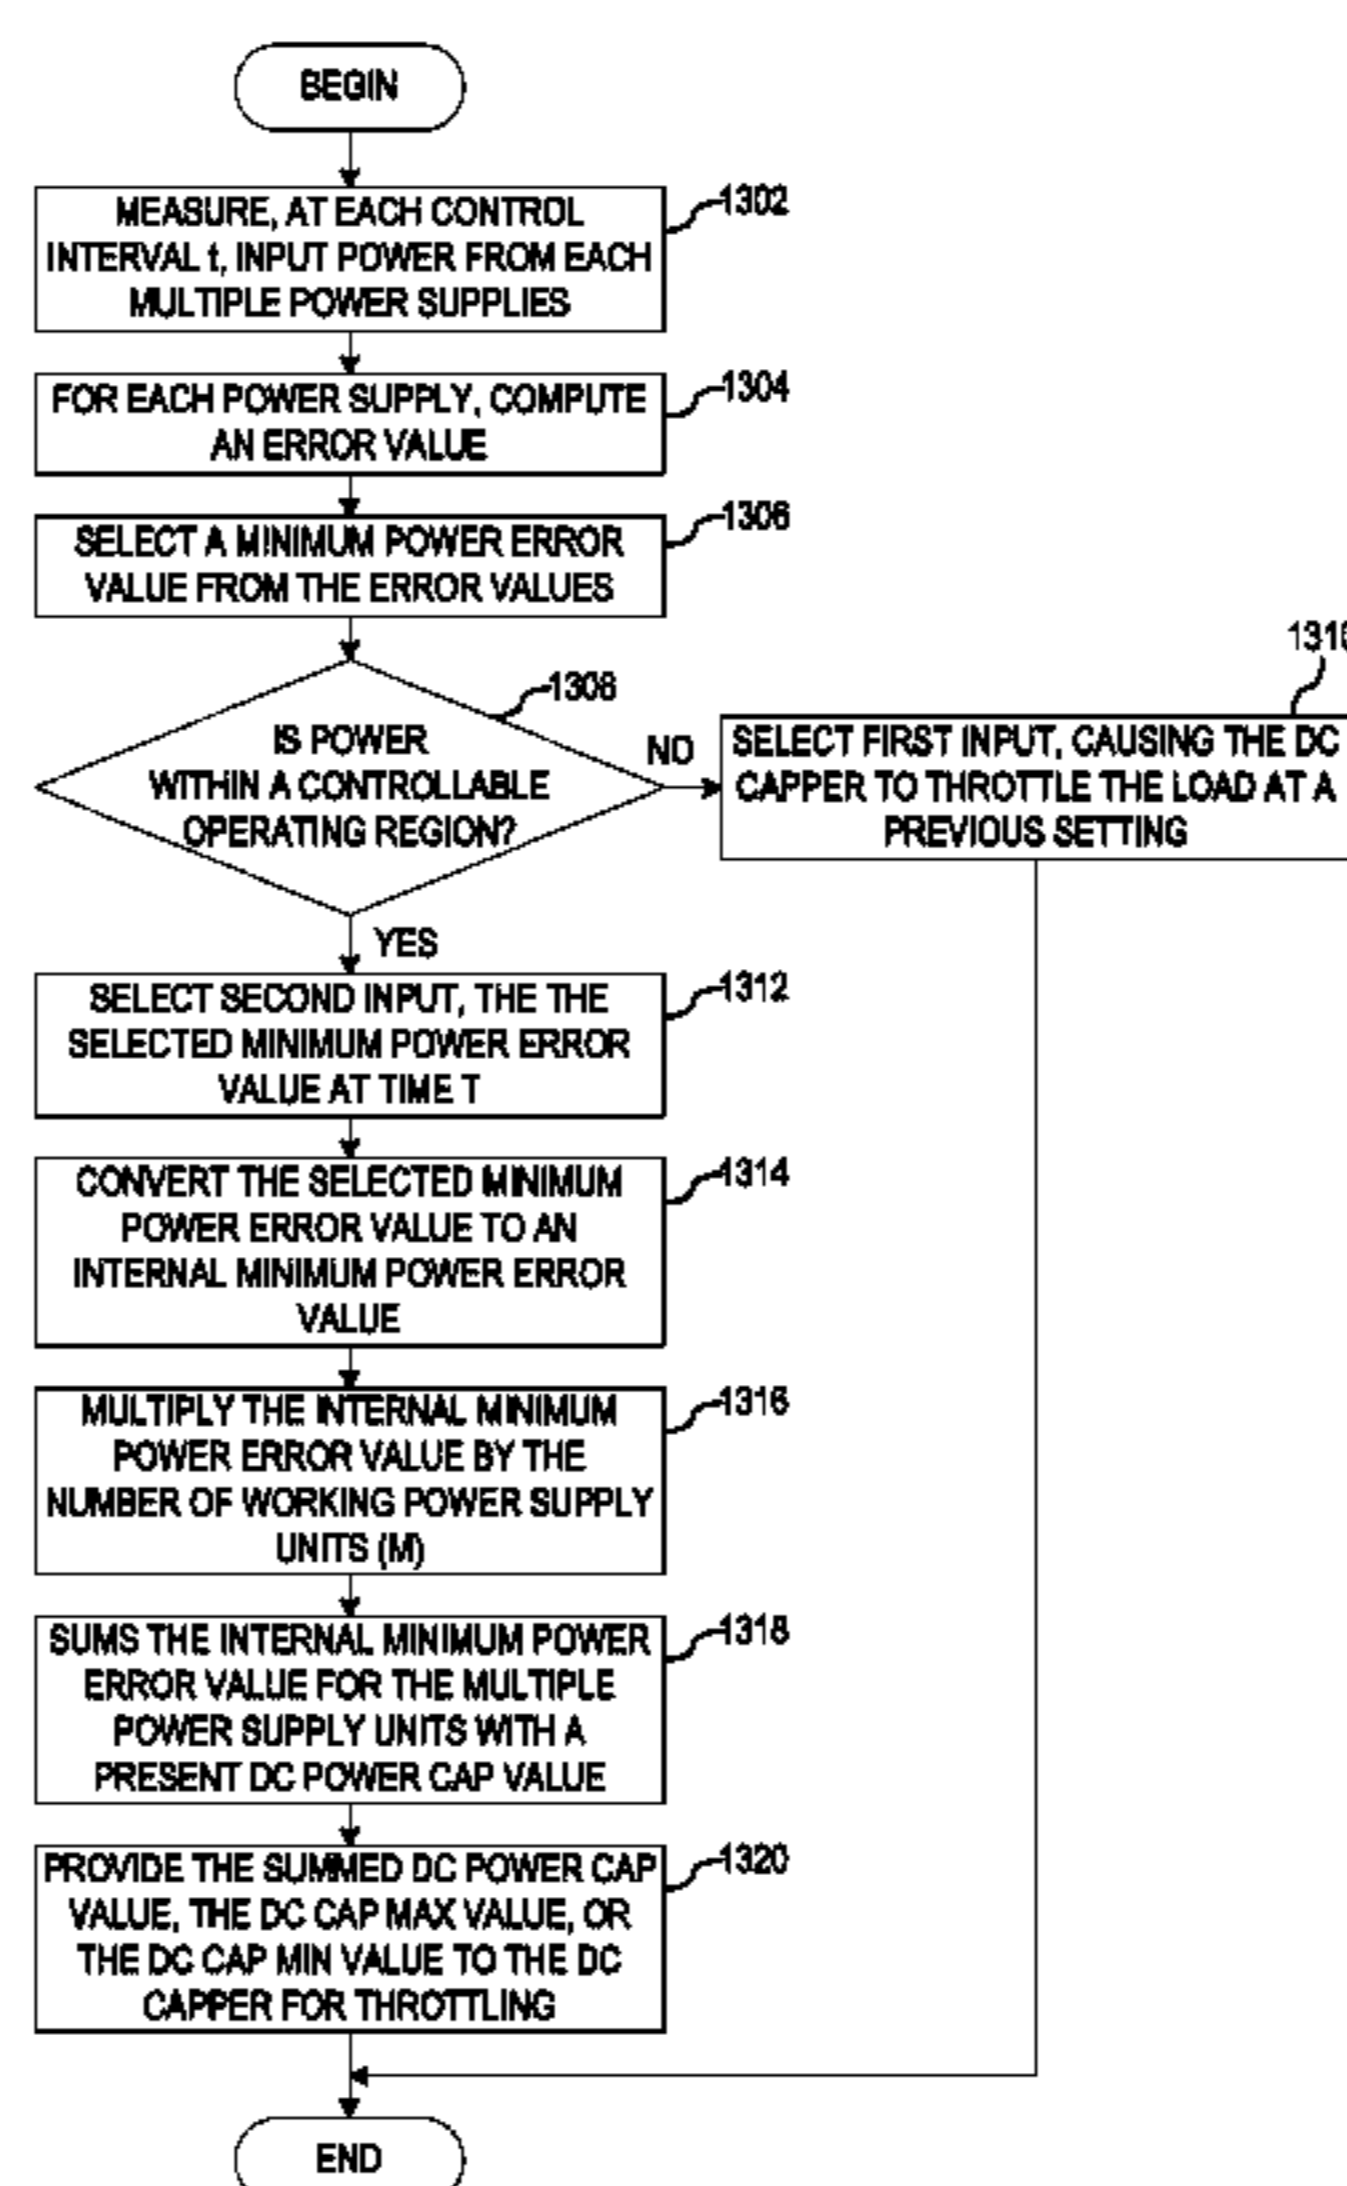 BEGIN
MEASURE, AT EACH CONTROL
INTERVAL t, INPUT POWER FROM EACH
MULTIPLE POWER SUPPLIES
1302
FOR EACH POWER SUPPLY, COMPUTE
AN ERROR VALUE
1304
SELECT A MINIMUM POWER ERROR
VALUE FROM THE ERROR VALUES
1306
IS POWER
WITHIN A CONTROLLABLE
OPERATING REGION?
1308
NO
1310
SELECT FIRST INPUT, CAUSING THE DC
CAPPER TO THROTTLE THE LOAD AT A
PREVIOUS SETTING
YES
SELECT SECOND INPUT, THE THE
SELECTED MINIMUM POWER ERROR
VALUE AT TIME T
1312
CONVERT THE SELECTED MINIMUM
POWER ERROR VALUE TO AN
INTERNAL MINIMUM POWER ERROR
VALUE
1314
MULTIPLY THE INTERNAL MINIMUM
POWER ERROR VALUE BY THE
NUMBER OF WORKING POWER SUPPLY
UNITS (M)
1316
SUMS THE INTERNAL MINIMUM POWER
ERROR VALUE FOR THE MULTIPLE
POWER SUPPLY UNITS WITH A
PRESENT DC POWER CAP VALUE
1318
PROVIDE THE SUMMED DC POWER CAP
VALUE, THE DC CAP MAX VALUE, OR
THE DC CAP MIN VALUE TO THE DC
CAPPER FOR THROTTLING
1320
END